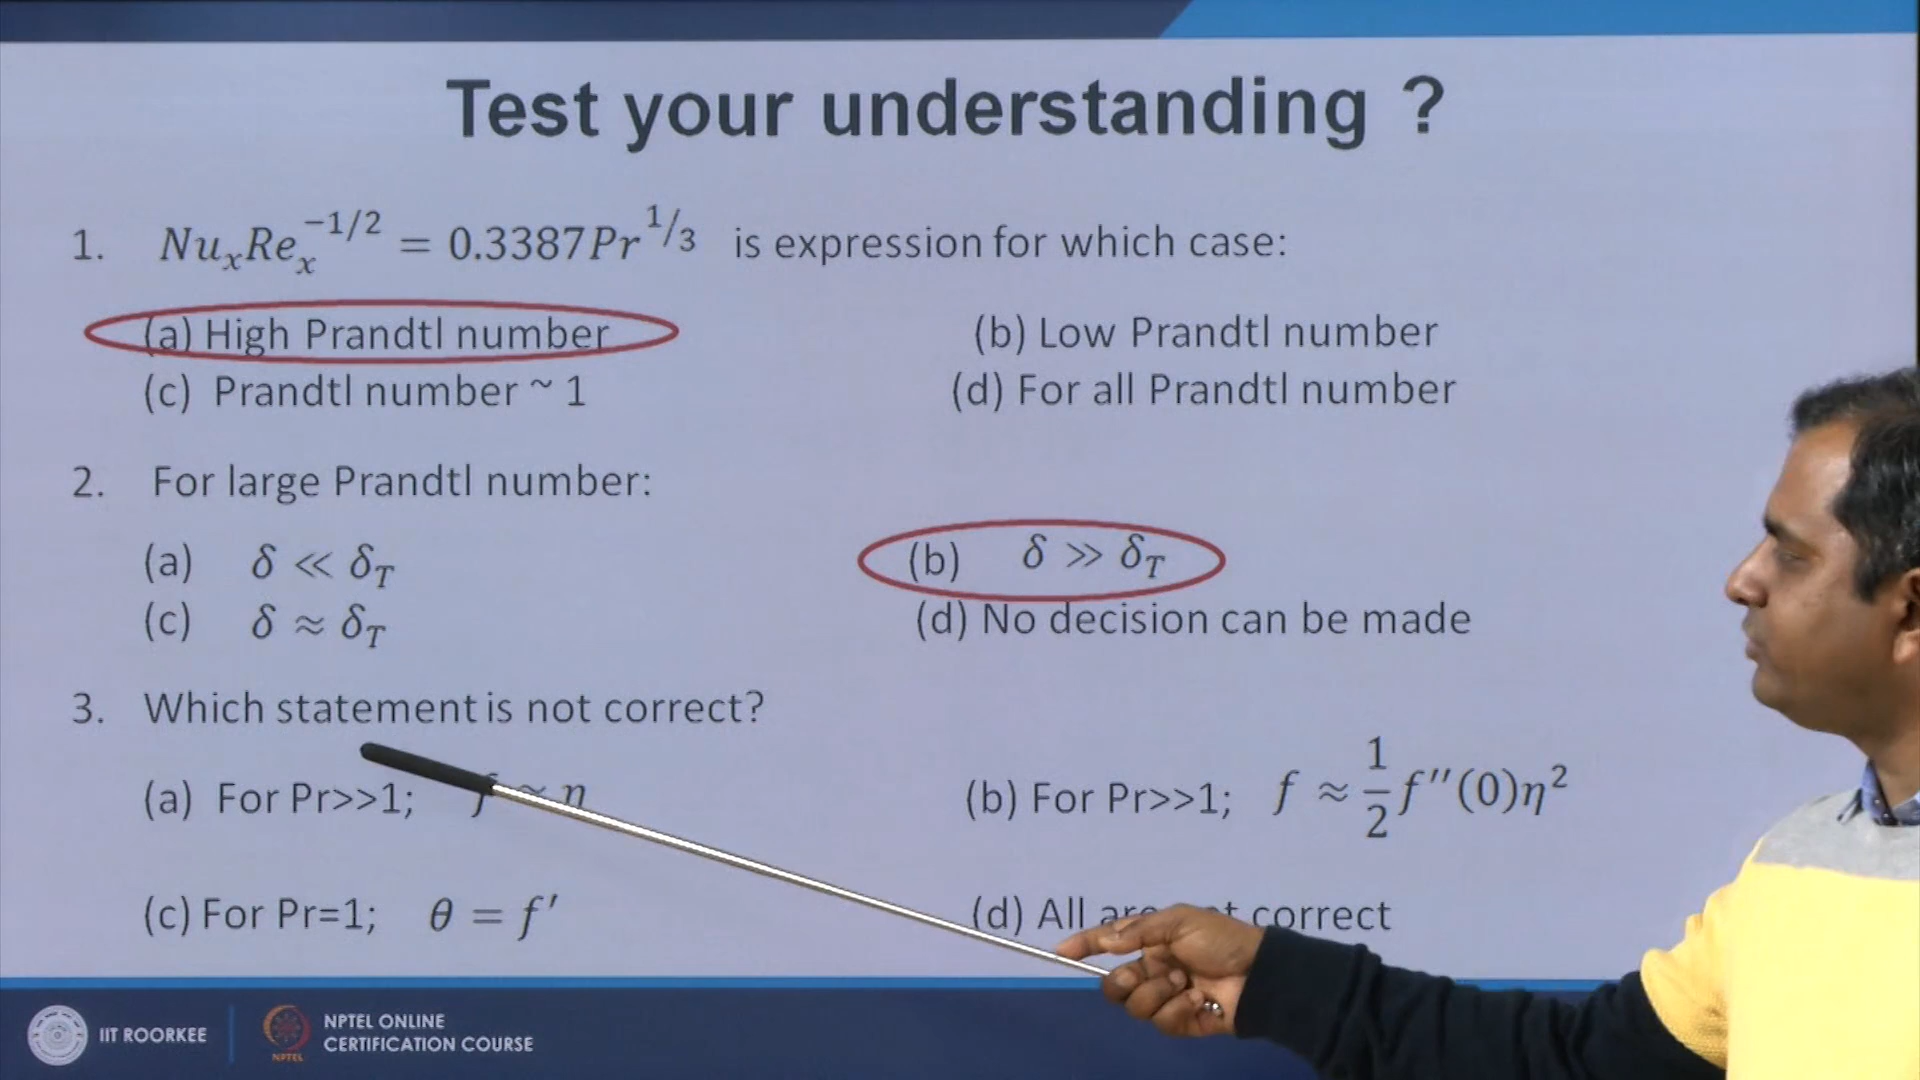 Test your understanding ?
1. Nu_xRe_x^{-1/2} = 0.3387Pr^{1/3} is expression for which case:
(a) High Prandtl number (b) Low Prandtl number
(c) Prandtl number ~ 1 (d) For all Prandtl number
2. For large Prandtl number:
(a) δ ≪ δ_T (b) δ ≫ δ_T
(c) δ ≈ δ_T (d) No decision can be made
3. Which statement is not correct?
(a) For Pr>>1; f ≈ η (b) For Pr>>1; f ≈ \frac{1}{2}f''(0)η^2
(c) For Pr=1; θ = f' (d) All are correct
IIT ROORKEE
NPTEL
NPTEL ONLINE
CERTIFICATION COURSE